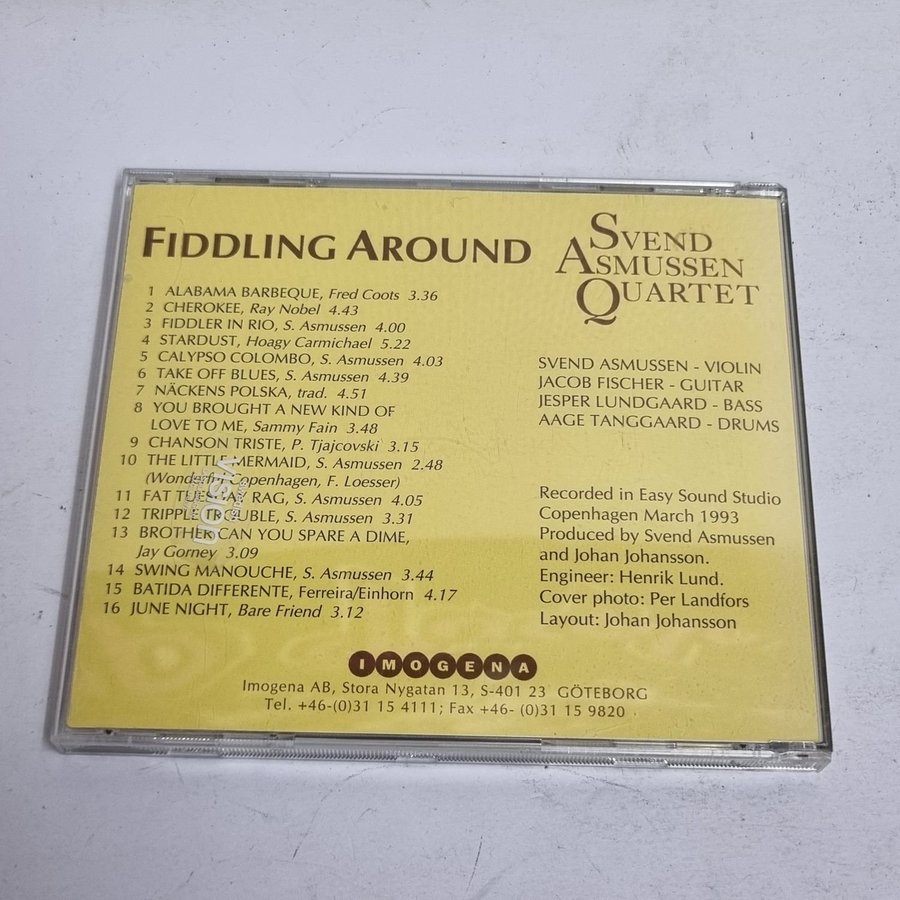 FIDDLING AROUND
1 ALABAMA BARBEQUE, Fred Coots 3.36
2 CHEROKEE, Ray Nobel 4.43
3 FIDDLER IN RIO, S. Asmussen 4.00
4 STARDUST, Hoagy Carmichael 5.22
5 CALYPSO COLOMBO, S. Asmussen 4.03
6 TAKE OFF BLUES, S. Asmussen 4.39
7 NÄCKENS POLSKA, trad. 4.51
8 YOU BROUGHT A NEW KIND OF
LOVE TO ME, Sammy Fain 3.48
9 CHANSON TRISTE, P. Tjajcovski 3.15
10 THE LITTLE MERMAID, S. Asmussen 2.48
(Wonderful Copenhagen, F. Loesser)
11 FAT TUESDAY RAG, S. Asmussen 4.05
12 TRIPPLE TROUBLE, S. Asmussen 3.31
13 BROTHER CAN YOU SPARE A DIME,
Jay Gorney 3.09
14 SWING MANOUCHE, S. Asmussen 3.44
15 BATIDA DIFFERENTE, Ferreira/Einhorn 4.17
16 JUNE NIGHT, Bare Friend 3.12
SVEND
ASMUSSEN
QUARTET
SVEND ASMUSSEN - VIOLIN
JACOB FISCHER - GUITAR
JESPER LUNDGAARD - BASS
AAGE TANGGAARD - DRUMS
Recorded in Easy Sound Studio
Copenhagen March 1993
Produced by Svend Asmussen
and Johan Johansson.
Engineer: Henrik Lund.
Cover photo: Per Landfors
Layout: Johan Johansson
IMOGENA
Imogena AB, Stora Nygatan 13, S-401 23 GÖTEBORG
Tel. +46-(0)31 15 4111; Fax +46- (0)31 15 9820